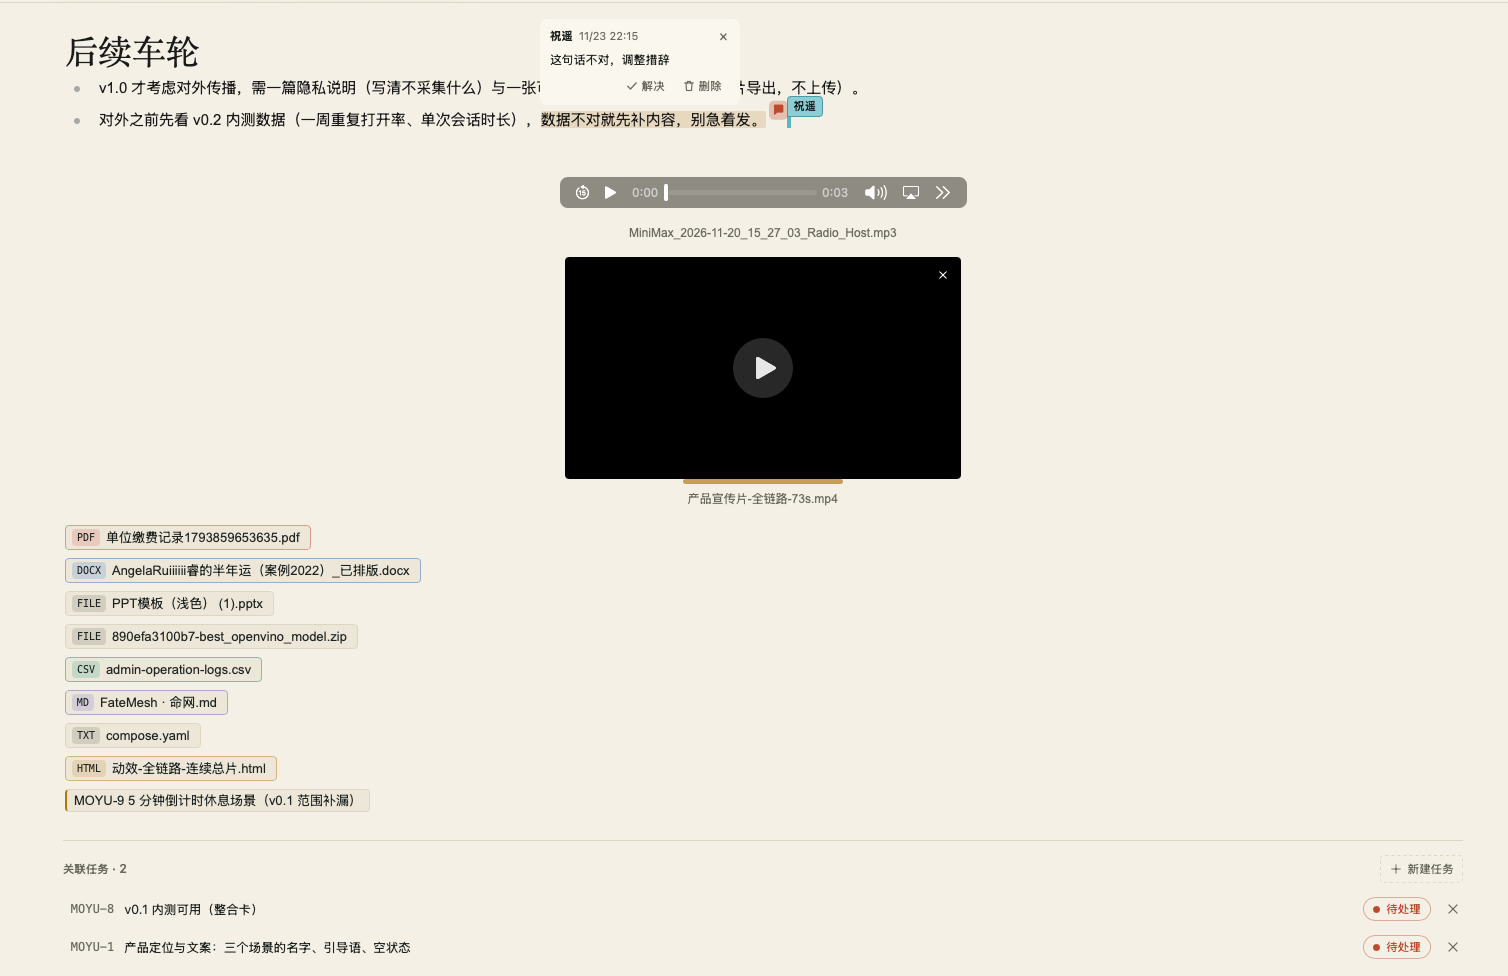 后续车轮
祝遥 11/23 22:15
这句话不对，调整措辞
解决 删除
v1.0 才考虑对外传播，需一篇隐私说明（写清不采集什么）与一张 导出，不上传）。
祝遥
对外之前先看 v0.2 内测数据（一周重复打开率、单次会话时长），数据不对就先补内容，别急着发。
15 0:00 0:03
MiniMax_2026-11-20_15_27_03_Radio_Host.mp3
产品宣传片-全链路-73s.mp4
PDF 单位缴费记录1793859653635.pdf
DOCX AngelaRuiiiiii睿的半年运（案例2022）_已排版.docx
FILE PPT模板（浅色） (1).pptx
FILE 890efa3100b7-best_openvino_model.zip
CSV admin-operation-logs.csv
MD FateMesh · 命网.md
TXT compose.yaml
HTML 动效-全链路-连续总片.html
MOYU-9 5 分钟倒计时休息场景（v0.1 范围补漏）
关联任务 · 2 新建任务
MOYU-8 v0.1 内测可用（整合卡） 待处理
MOYU-1 产品定位与文案：三个场景的名字、引导语、空状态 待处理